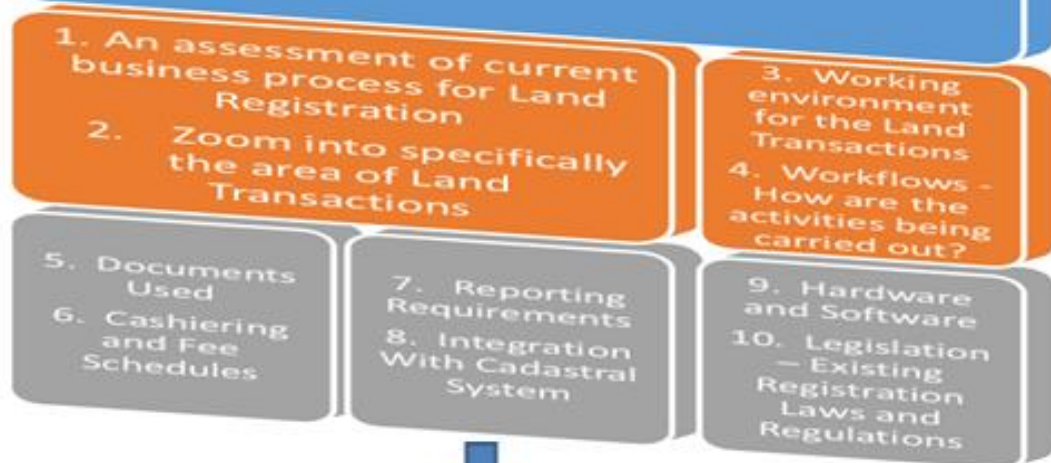 1. An assessment of current
business process for Land
Registration
2. Zoom into specifically
the area of Land
Transactions
3. Working
environment
for the Land
Transactions
4. Workflows -
How are the
activities being
carried out?
5. Documents
Used
6. Cashiering
and Fee
Schedules
7. Reporting
Requirements
8. Integration
With Cadastral
System
9. Hardware
and Software
10. Legislation
– Existing
Registration
Laws and
Regulations